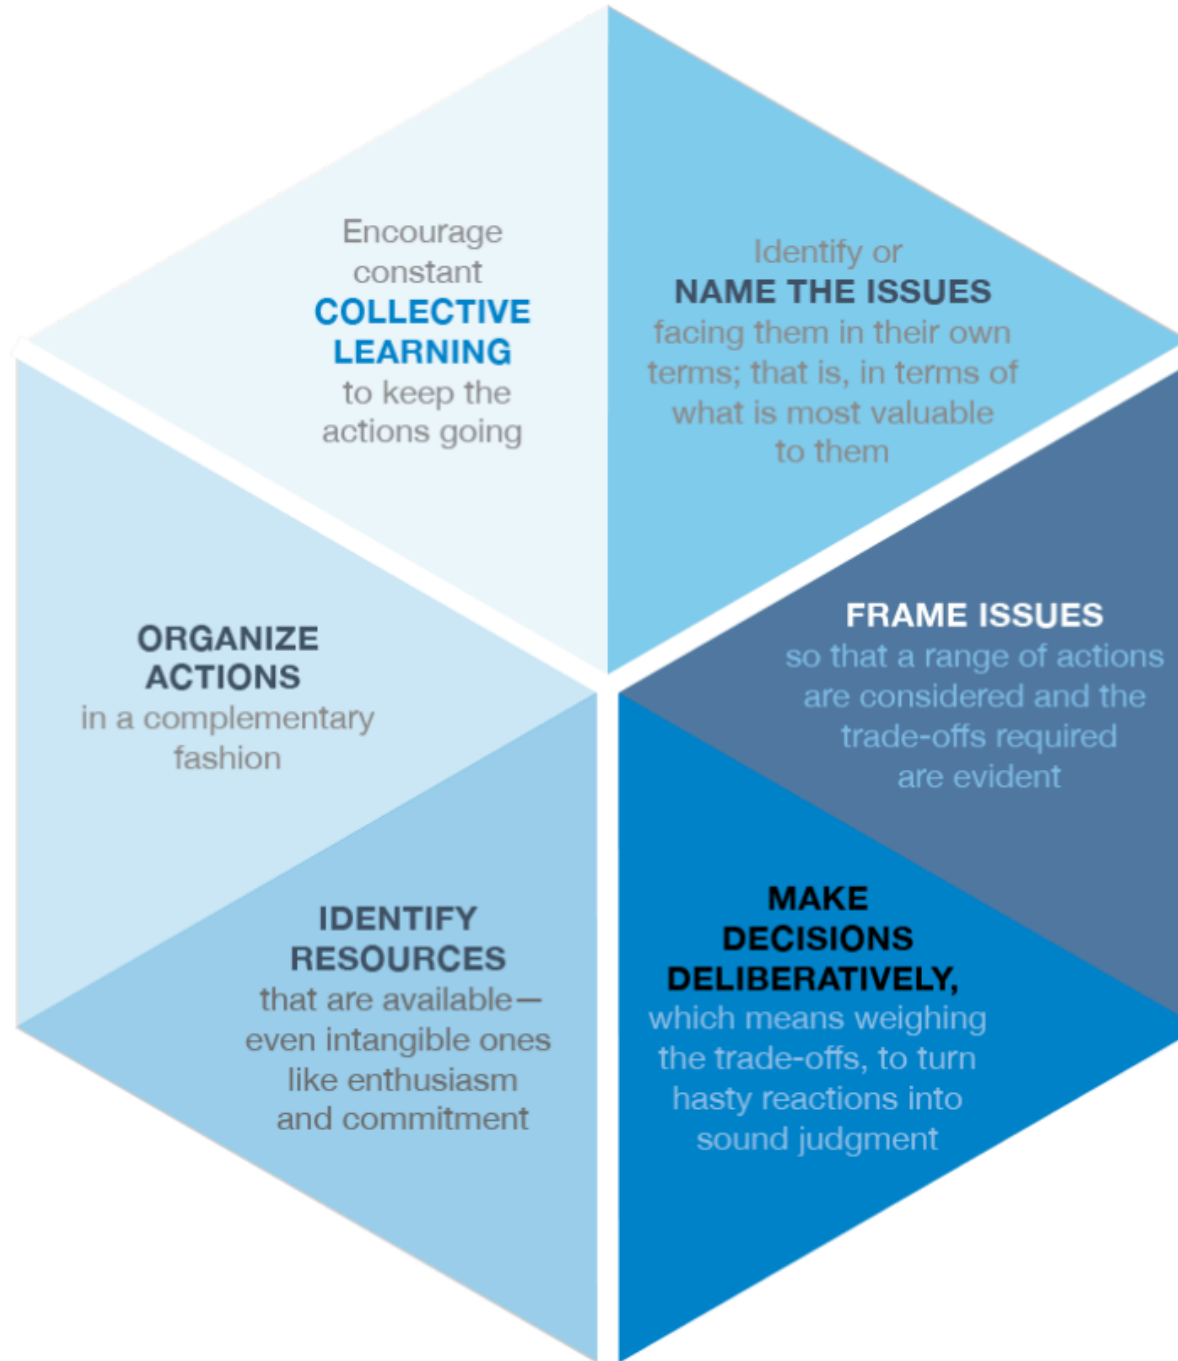 Encourage
constant
COLLECTIVE
LEARNING
to keep the
actions going
Identify or
NAME THE ISSUES
facing them in their own
terms; that is, in terms of
what is most valuable
to them
FRAME ISSUES
so that a range of actions
are considered and the
trade-offs required
are evident
MAKE
DECISIONS
DELIBERATIVELY,
which means weighing
the trade-offs, to turn
hasty reactions into
sound judgment
IDENTIFY
RESOURCES
that are available—
even intangible ones
like enthusiasm
and commitment
ORGANIZE
ACTIONS
in a complementary
fashion